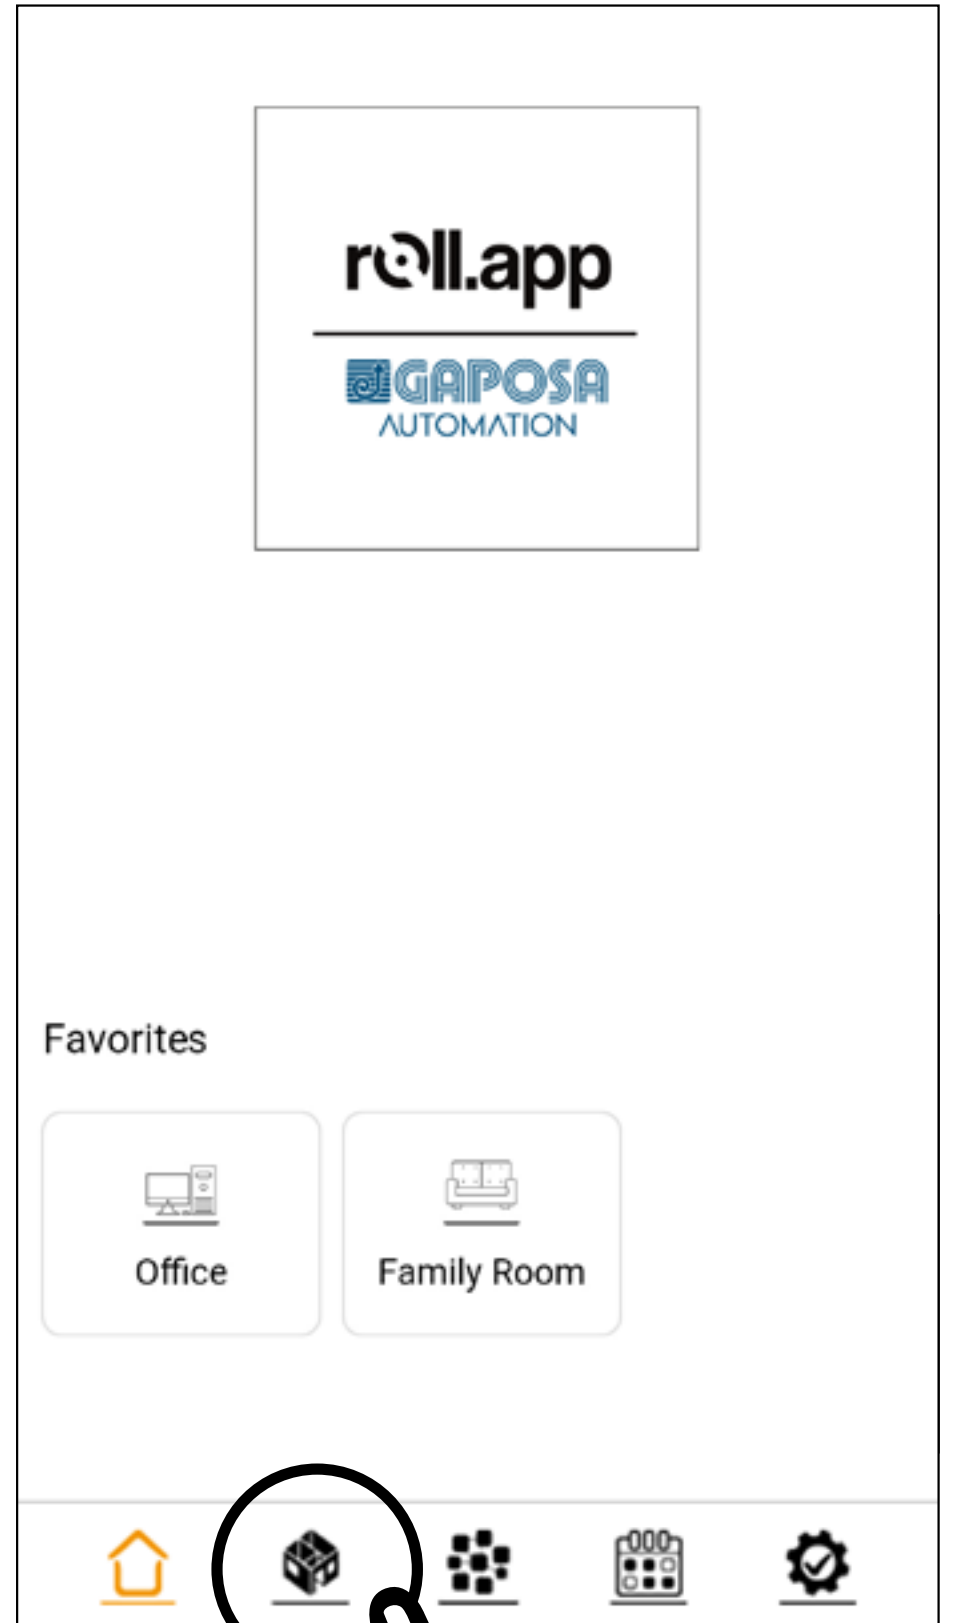 roll.app
GAPOSA
AUTOMATION
Favorites
Office
Family Room